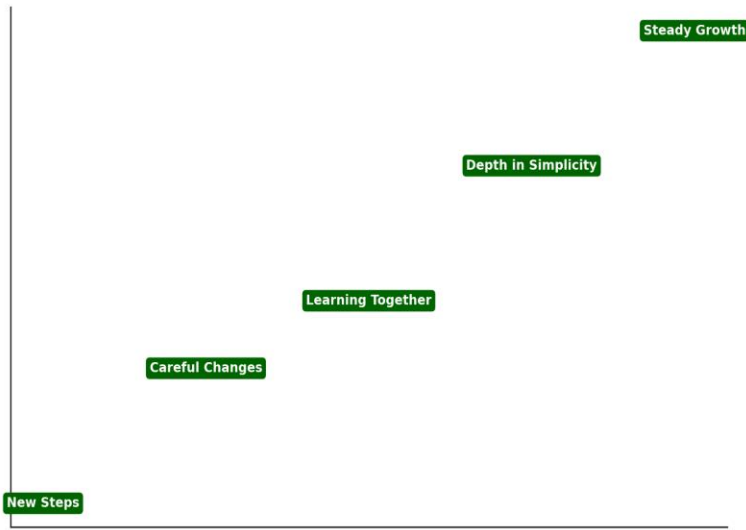 Steady Growth
Depth in Simplicity
Learning Together
Careful Changes
New Steps